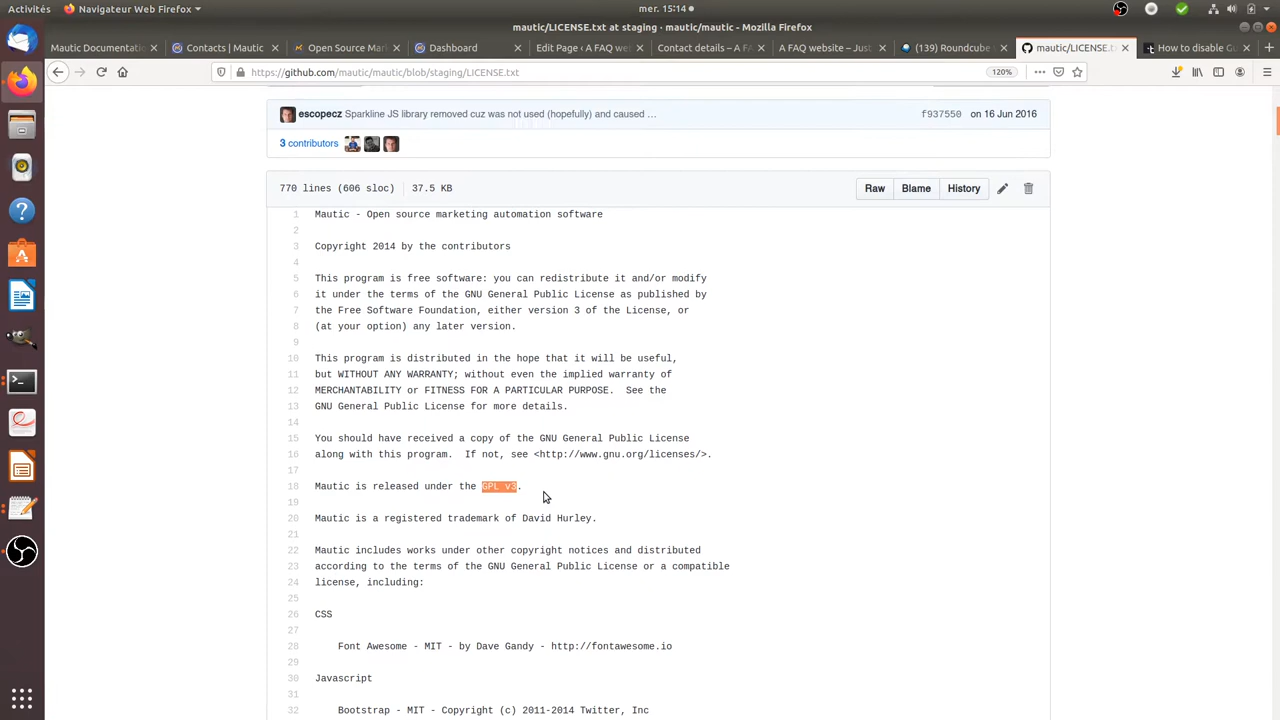 Activités Navigateur Web Firefox mer. 15:14
mautic/LICENSE.txt at staging · mautic/mautic - Mozilla Firefox
Mautic Documentatio Contacts | Mautic Open Source Mar Dashboard Edit Page ‹ A FAQ we Contact details – A FA A FAQ website – Just (139) Roundcube mautic/LICENSE.txt How to disable Gu
https://github.com/mautic/mautic/blob/staging/LICENSE.txt 120%
escopecz Sparkline JS library removed cuz was not used (hopefully) and caused … f937550 on 16 Jun 2016
3 contributors
770 lines (606 sloc) 37.5 KB Raw Blame History
1 Mautic - Open source marketing automation software
2
3 Copyright 2014 by the contributors
4
5 This program is free software: you can redistribute it and/or modify
6 it under the terms of the GNU General Public License as published by
7 the Free Software Foundation, either version 3 of the License, or
8 (at your option) any later version.
9
10 This program is distributed in the hope that it will be useful,
11 but WITHOUT ANY WARRANTY; without even the implied warranty of
12 MERCHANTABILITY or FITNESS FOR A PARTICULAR PURPOSE.  See the
13 GNU General Public License for more details.
14
15 You should have received a copy of the GNU General Public License
16 along with this program.  If not, see <http://www.gnu.org/licenses/>.
17
18 Mautic is released under the GPL v3.
19
20 Mautic is a registered trademark of David Hurley.
21
22 Mautic includes works under other copyright notices and distributed
23 according to the terms of the GNU General Public License or a compatible
24 license, including:
25
26 CSS
27
28 Font Awesome - MIT - by Dave Gandy - http://fontawesome.io
29
30 Javascript
31
32 Bootstrap - MIT - Copyright (c) 2011-2014 Twitter, Inc